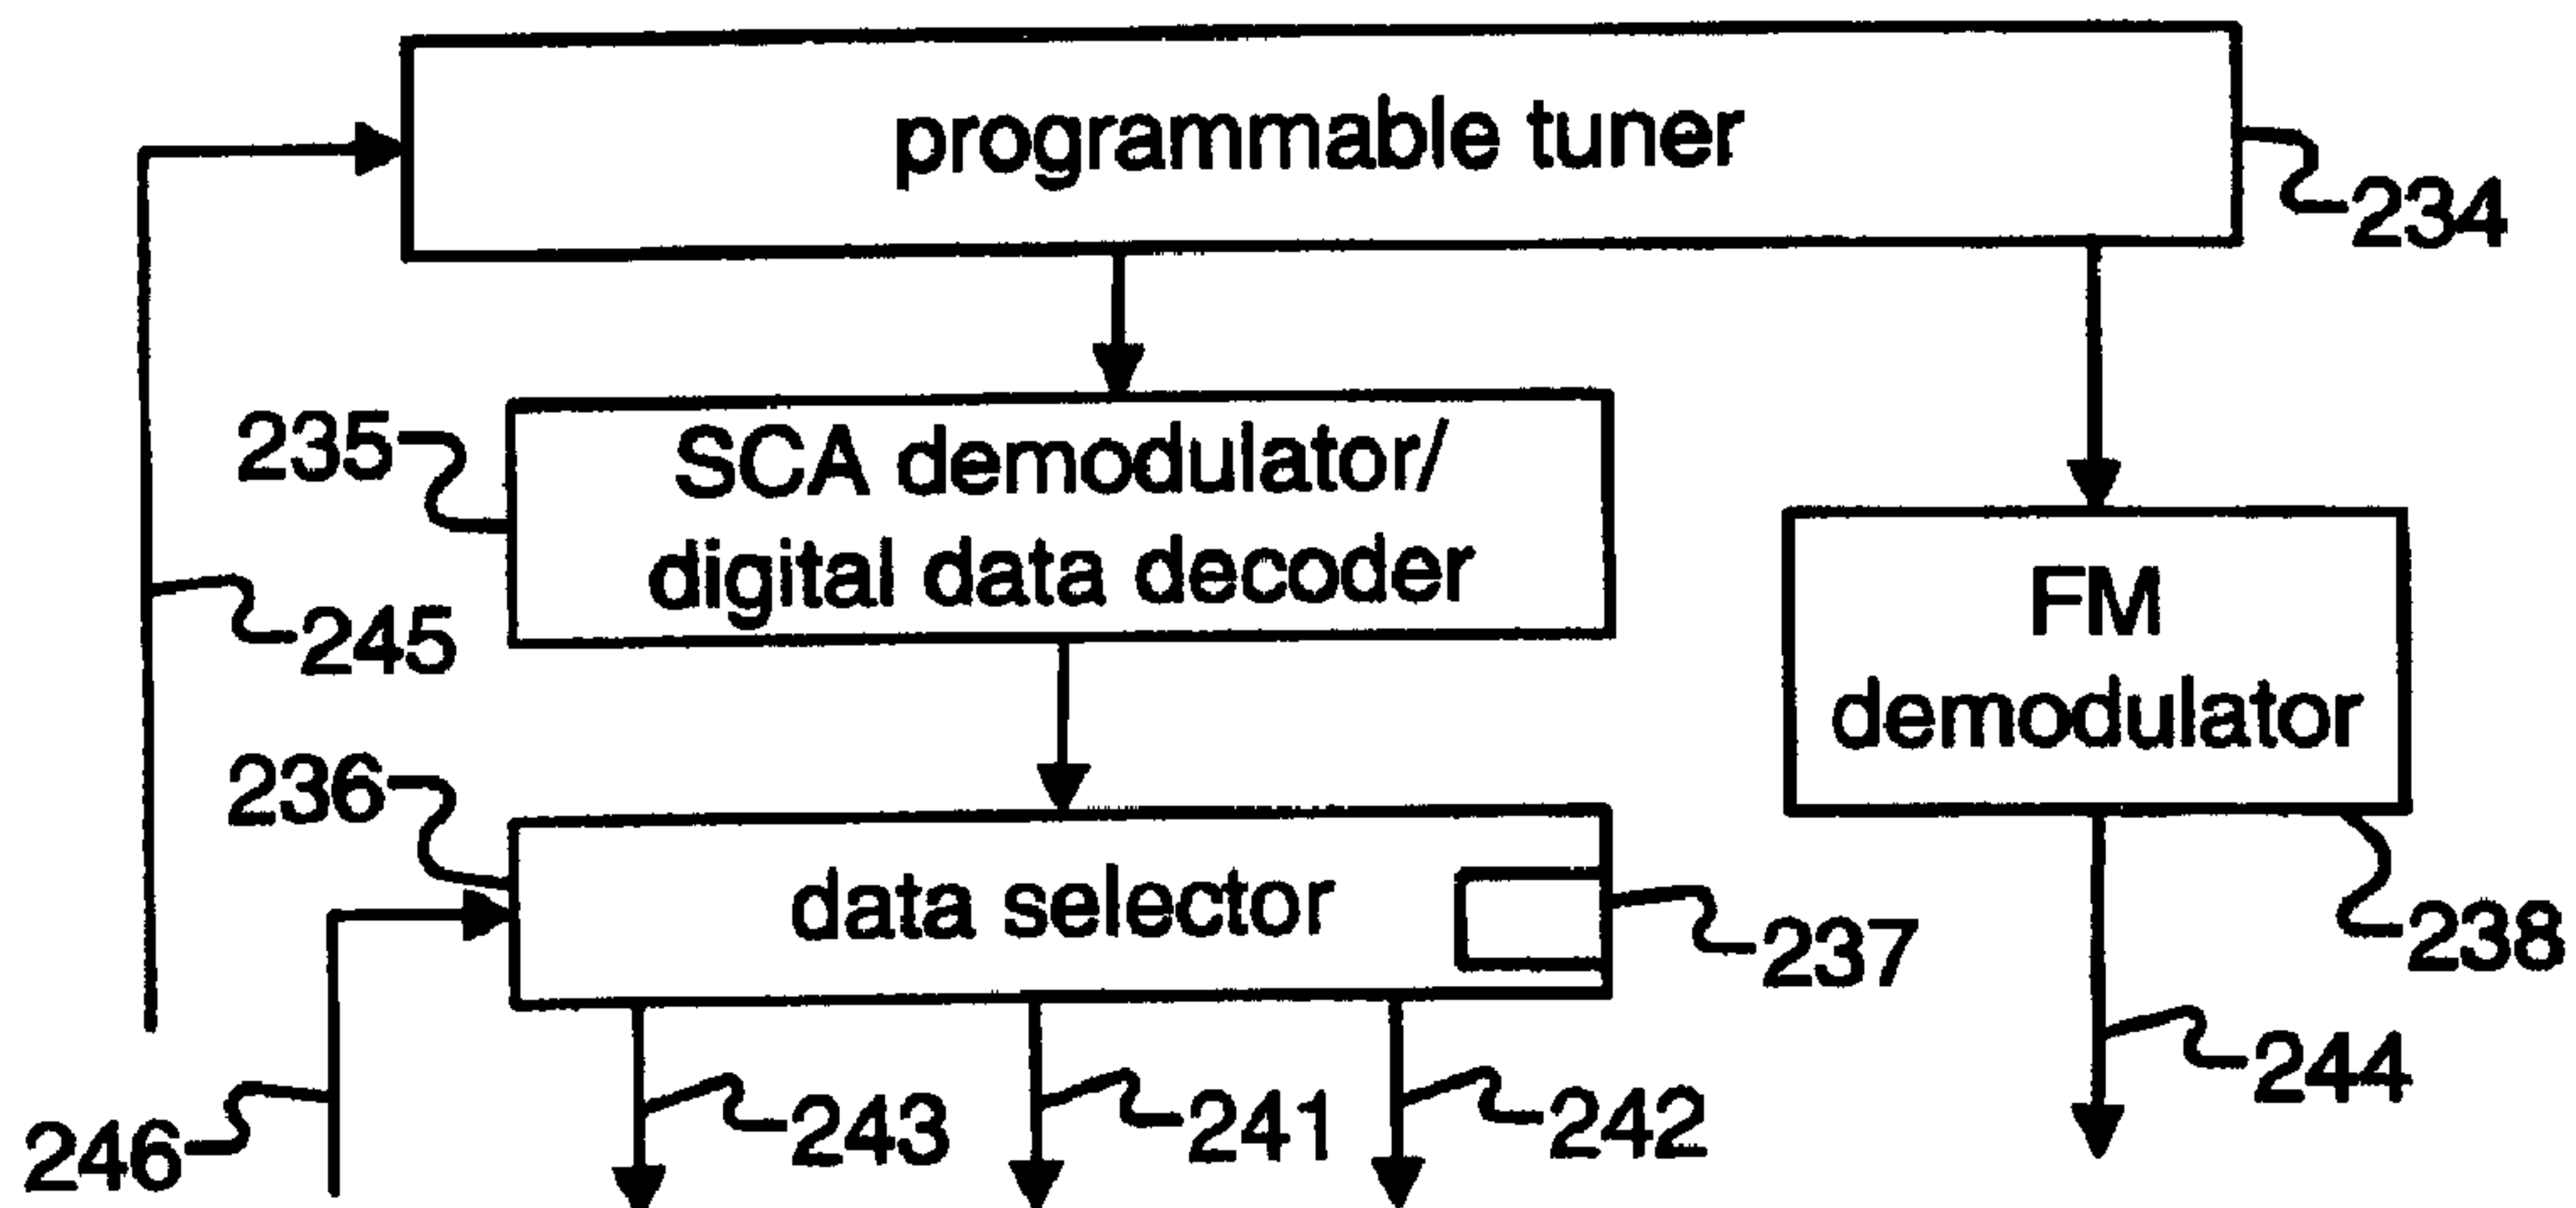 programmable tuner
234
235
SCA demodulator/
digital data decoder
245
FM
demodulator
236
data selector
237
238
246
243
241
242
244